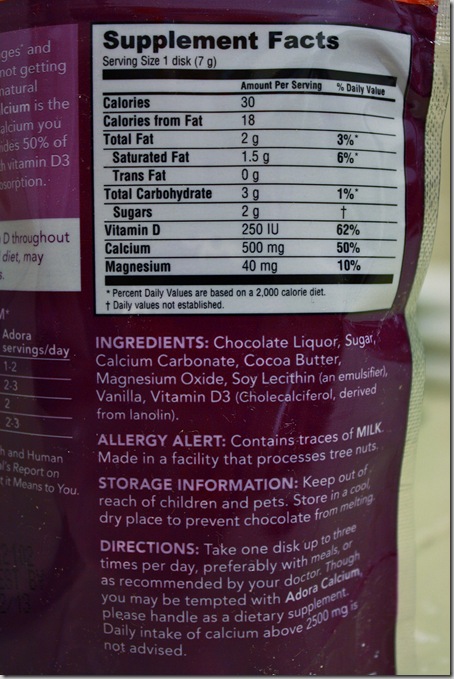 ges' and
not getting
natural
lcium is the
alcium you
ides 50% of
h vitamin D3
osorption.
D throughout
diet, may
s.
M*
Adora
servings/day
1-2
2-3
2
2-3
h and Human
al's Report on
t it Means to You.
Supplement Facts
Serving Size 1 disk (7 g)
Amount Per Serving % Daily Value
Calories 30
Calories from Fat 18
Total Fat 2 g 3%*
Saturated Fat 1.5 g 6%*
Trans Fat 0 g
Total Carbohydrate 3 g 1%*
Sugars 2 g †
Vitamin D 250 IU 62%
Calcium 500 mg 50%
Magnesium 40 mg 10%
* Percent Daily Values are based on a 2,000 calorie diet.
† Daily values not established.
INGREDIENTS: Chocolate Liquor, Sugar,
Calcium Carbonate, Cocoa Butter,
Magnesium Oxide, Soy Lecithin (an emulsifier),
Vanilla, Vitamin D3 (Cholecalciferol, derived
from lanolin).
ALLERGY ALERT: Contains traces of MILK.
Made in a facility that processes tree nuts.
STORAGE INFORMATION: Keep out of
reach of children and pets. Store in a cool,
dry place to prevent chocolate from melting.
DIRECTIONS: Take one disk up to three
times per day, preferably with meals, or
as recommended by your doctor. Though
you may be tempted with Adora Calcium,
please handle as a dietary supplement.
Daily intake of calcium above 2500 mg is
not advised.